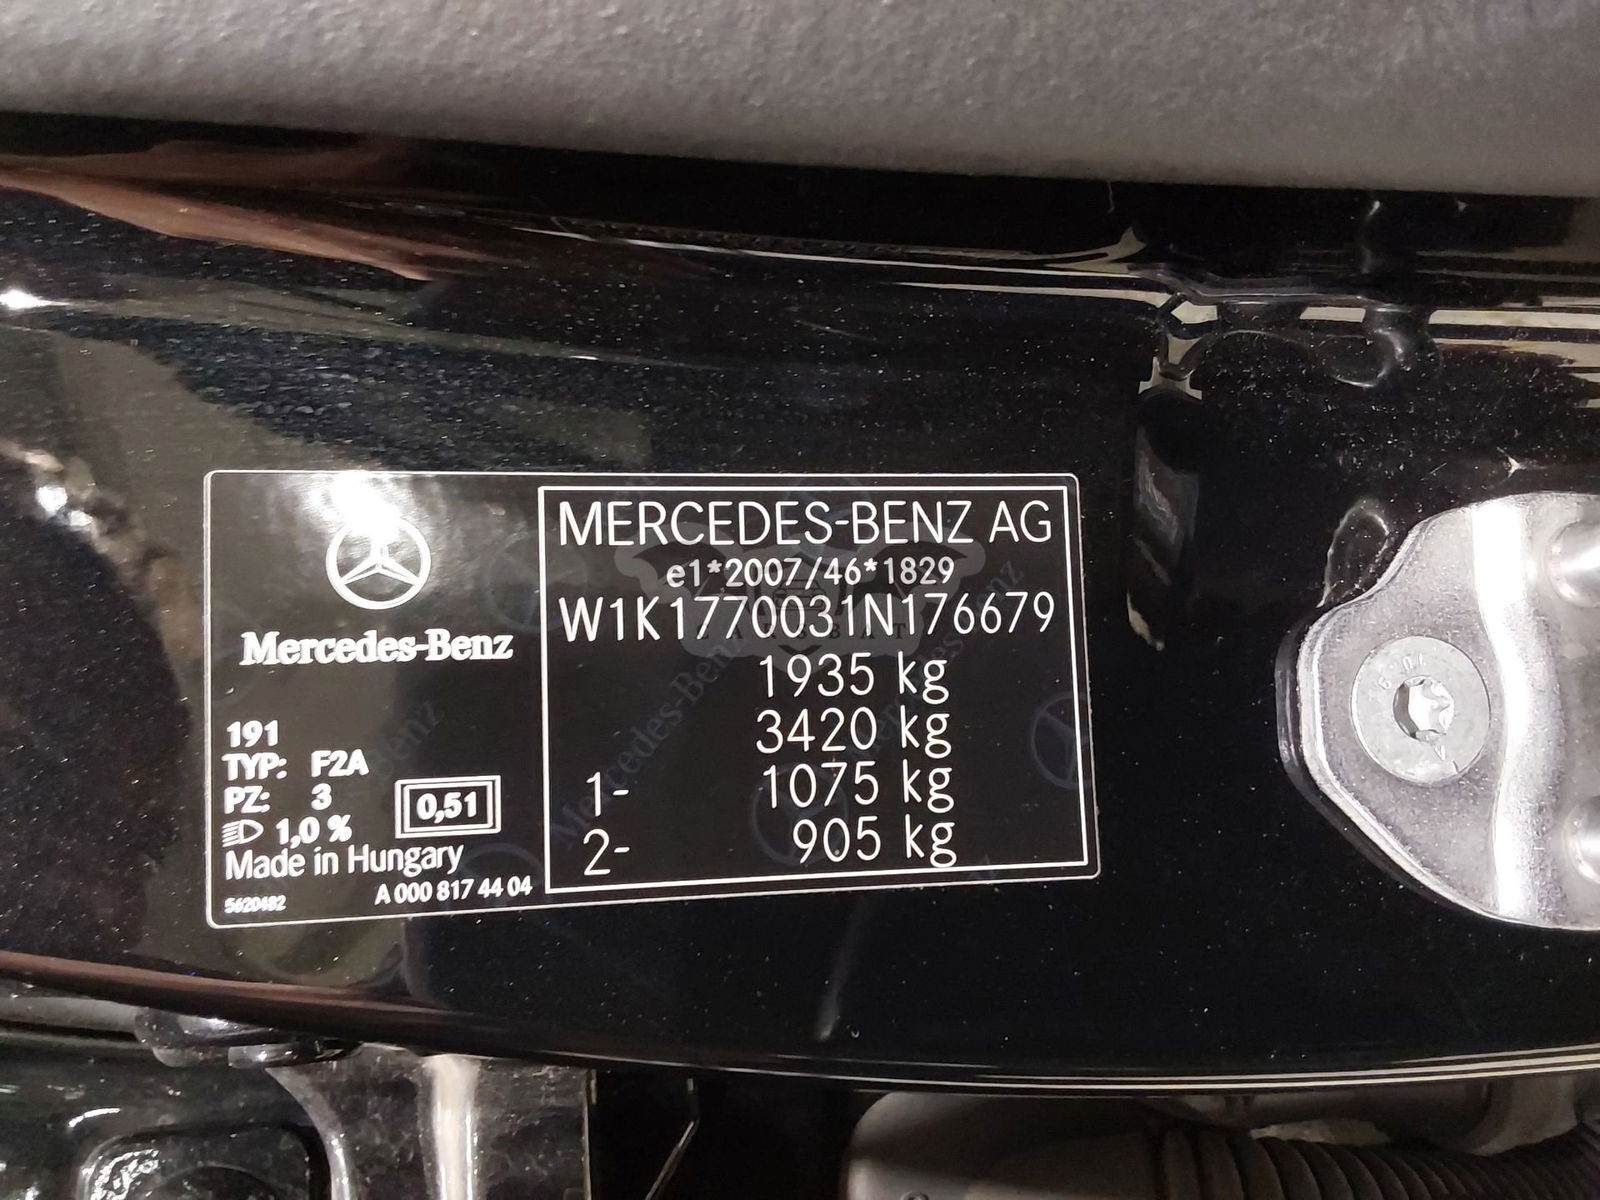 Mercedes-Benz
191
TYP: F2A
PZ: 3
1,0 %
0,51
Made in Hungary
A 000 817 44 04
5620482
MERCEDES-BENZ AG
e1*2007/46*1829
W1K1770031N176679
1935 kg
3420 kg
1- 1075 kg
2- 905 kg